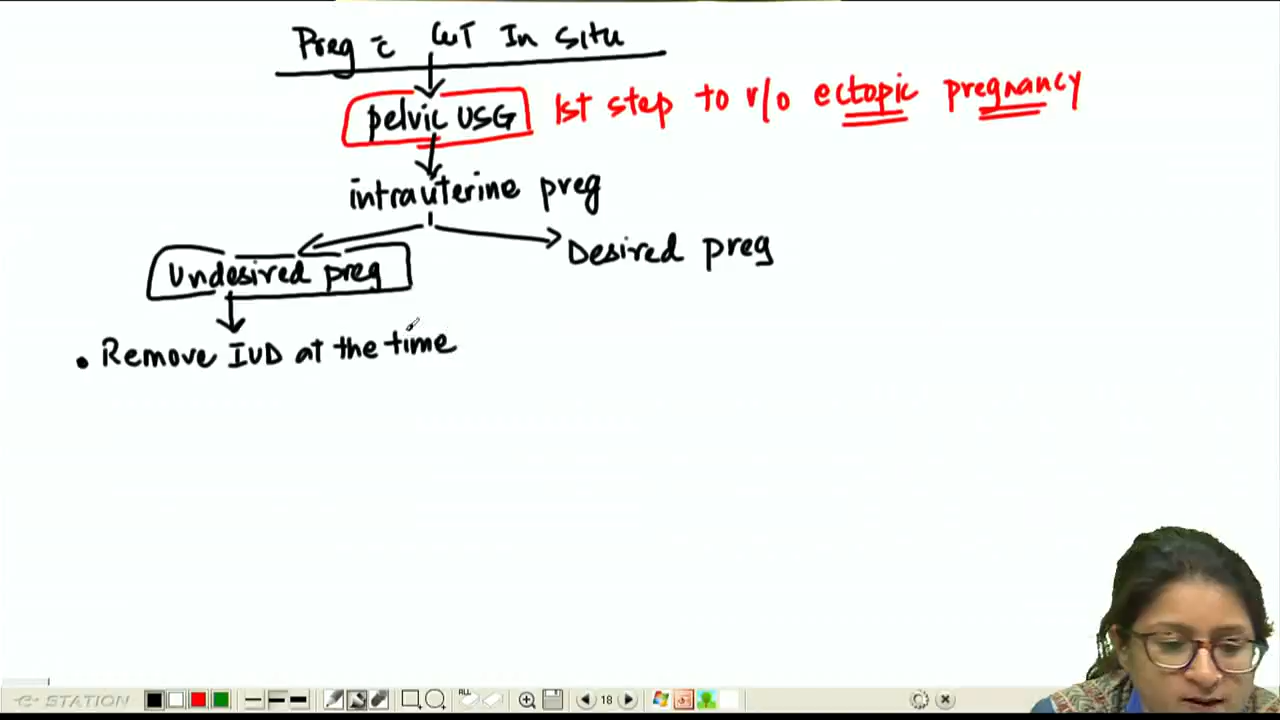 Preg c̄ CuT In situ
pelvic USG 1st step to r/o ectopic pregnancy
intrauterine preg
Undesired preg
Desired preg
• Remove IUD at the time
e-STATION
ALL
18